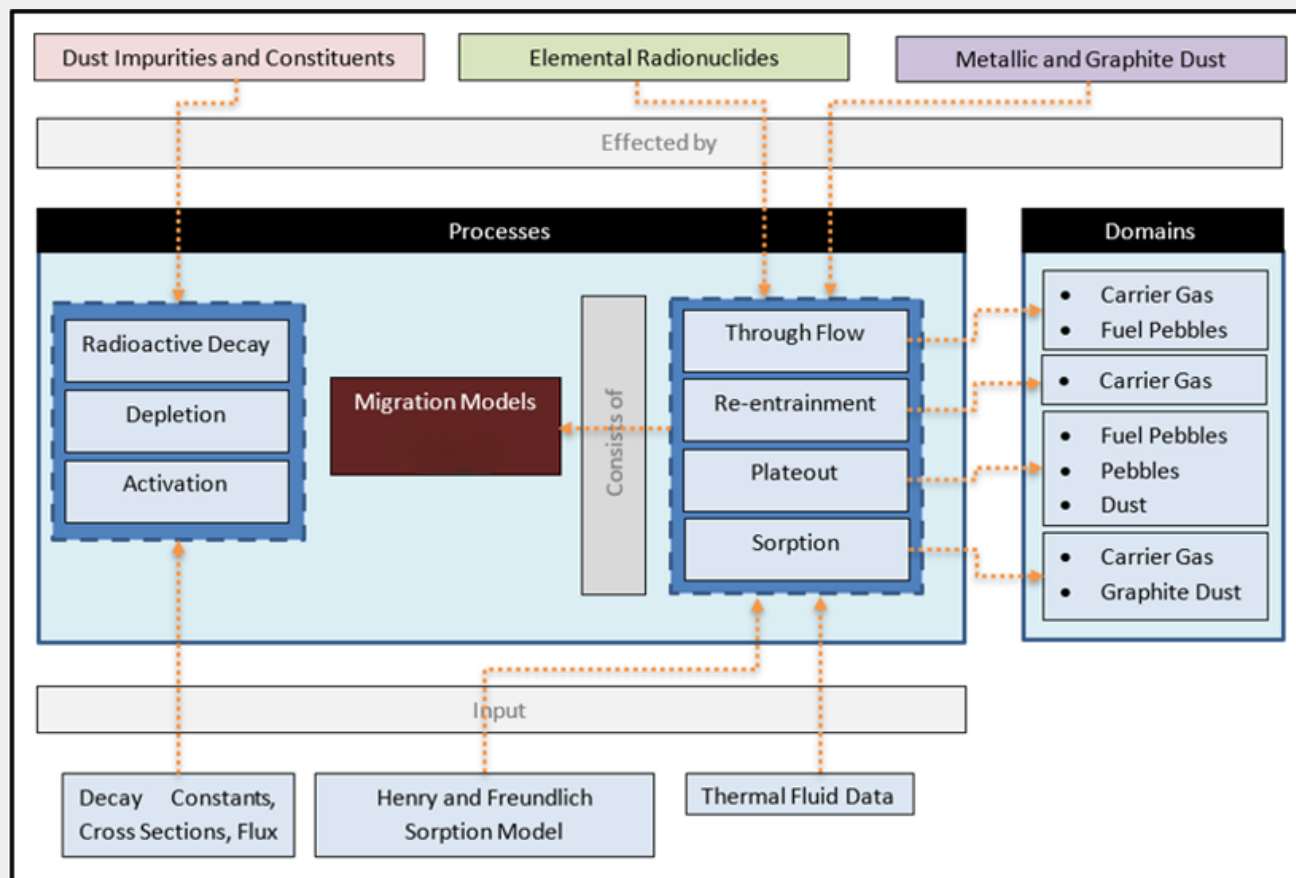 Dust Impurities and Constituents
Elemental Radionuclides
Metallic and Graphite Dust
Effected by
Processes
Domains
Radioactive Decay
Depletion
Activation
Migration Models
Consists of
Through Flow
Re-entrainment
Plateout
Sorption
• Carrier Gas
• Fuel Pebbles
• Carrier Gas
• Fuel Pebbles
• Pebbles
• Dust
• Carrier Gas
• Graphite Dust
Input
Decay Constants,
Cross Sections, Flux
Henry and Freundlich
Sorption Model
Thermal Fluid Data